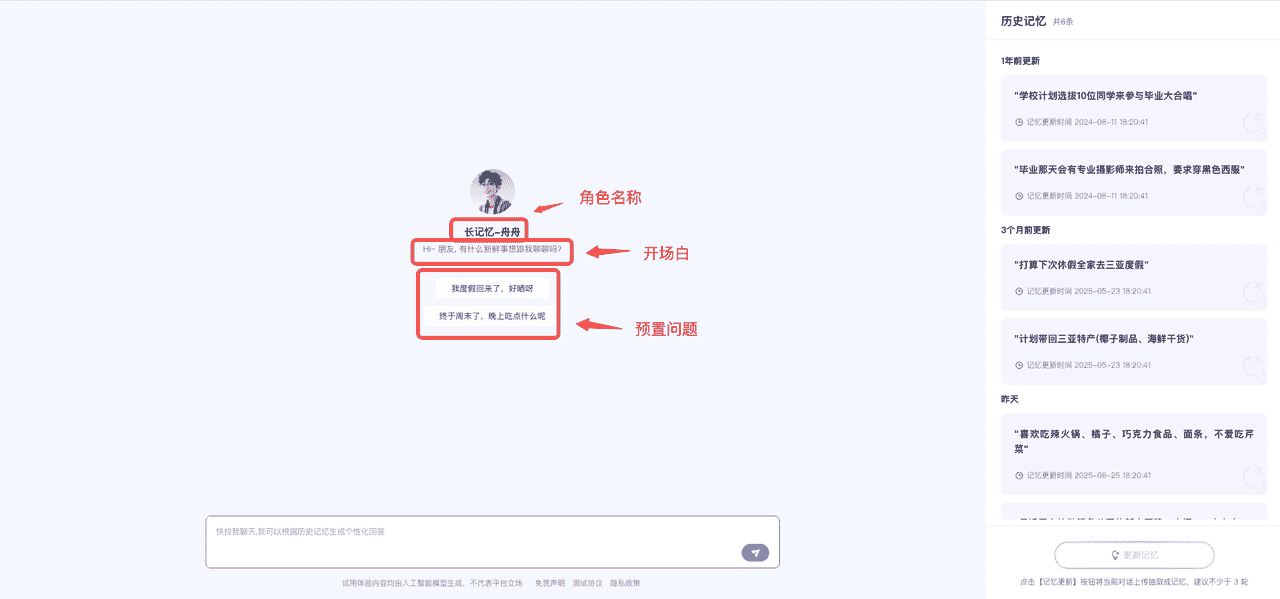 角色名称
长记忆-舟舟
Hi~ 朋友, 有什么新鲜事想跟我聊聊吗?
开场白
我度假回来了，好晒呀
终于周末了，晚上吃点什么呢
预置问题
快找我聊天,我可以根据历史记忆生成个性化回答
试用体验内容均由人工智能模型生成、不代表平台立场 免责声明 测试协议 隐私政策
历史记忆 共6条
1年前更新
"学校计划选拔10位同学来参与毕业大合唱"
记忆更新时间 2024-08-11 18:20:41
"毕业那天会有专业摄影师来拍合照，要求穿黑色西服"
记忆更新时间 2024-08-11 18:20:41
3个月前更新
"打算下次休假全家去三亚度假"
记忆更新时间 2025-05-23 18:20:41
"计划带回三亚特产(椰子制品、海鲜干货)"
记忆更新时间 2025-05-23 18:20:41
昨天
"喜欢吃辣火锅、橘子、巧克力食品、面条，不爱吃芹
菜"
记忆更新时间 2025-08-25 18:20:41
更新记忆
点击【记忆更新】按钮将当前对话上传抽取成记忆，建议不少于 3 轮